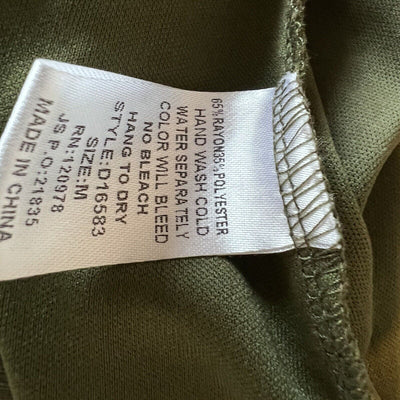 65%RAYON35%POLYESTER
HAND WASH COLD
WATER SEPARATELY
COLOR WILL BLEED
NO BLEACH
HANG TO DRY
STYLE:D16583
SIZE:M
RN:120978
JS P.O:21835
MADE IN CHINA